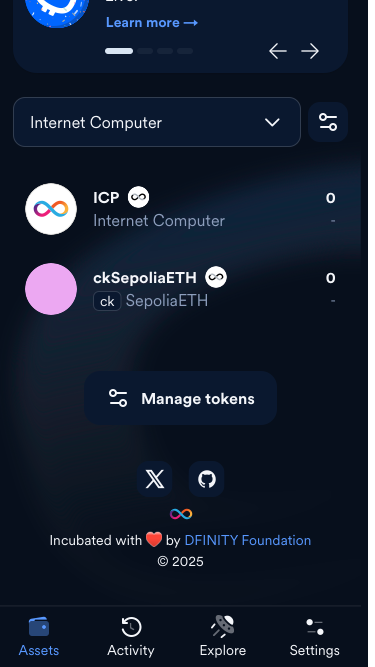 Learn more →
Internet Computer
ICP
0
Internet Computer
-
ckSepoliaETH
0
ck SepoliaETH
-
Manage tokens
Incubated with ❤️ by DFINITY Foundation
© 2025
Assets
Activity
Explore
Settings